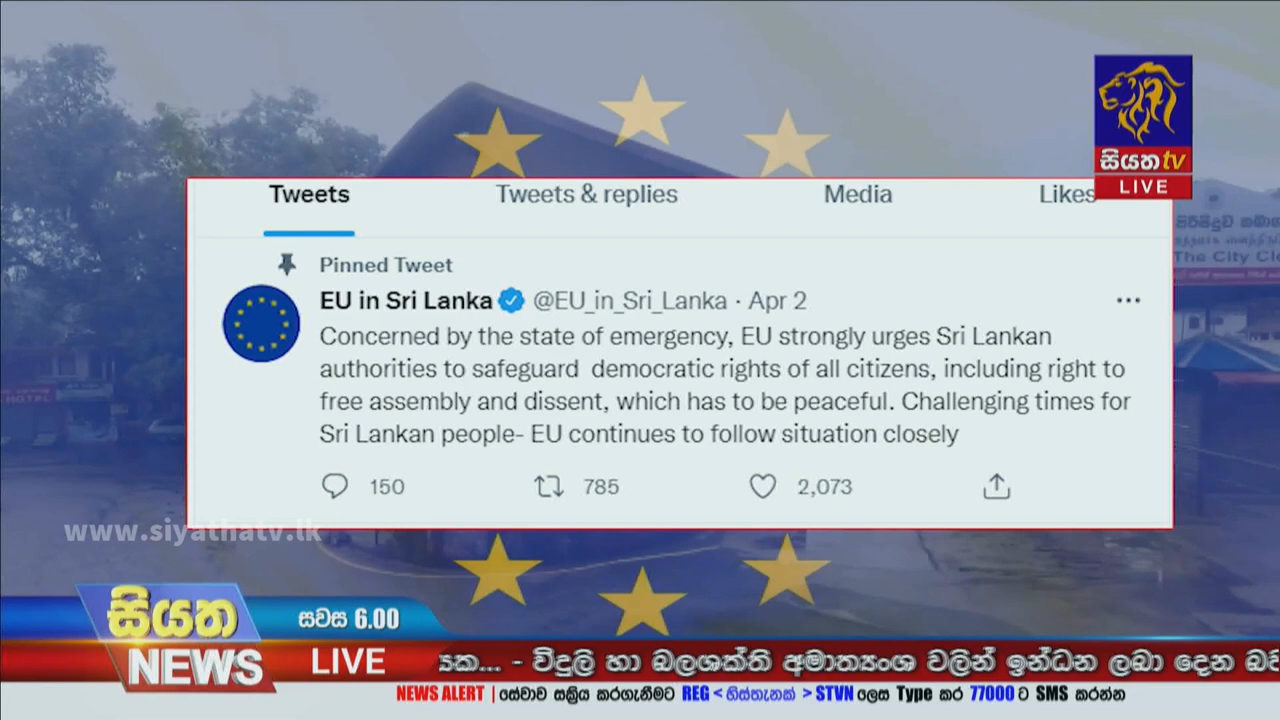 සියත tv
LIVE
Tweets
Tweets & replies
Media
Likes
Pinned Tweet
EU in Sri Lanka @EU_in_Sri_Lanka · Apr 2
Concerned by the state of emergency, EU strongly urges Sri Lankan
authorities to safeguard democratic rights of all citizens, including right to
free assembly and dissent, which has to be peaceful. Challenging times for
Sri Lankan people- EU continues to follow situation closely
150
785
2,073
The City
HOTEL
www.siyathatv.lk
සියත
NEWS
සවස 6.00
LIVE
යක... - විදුලි හා බලශක්ති අමාත්‍යංශ වලින් ඉන්ධන ලබා දෙන බව
NEWS ALERT | සේවාව සක්‍රිය කරගැනීමට REG < හිස්තැනක් > STVN ලෙස Type කර 77000 ට SMS කරන්න